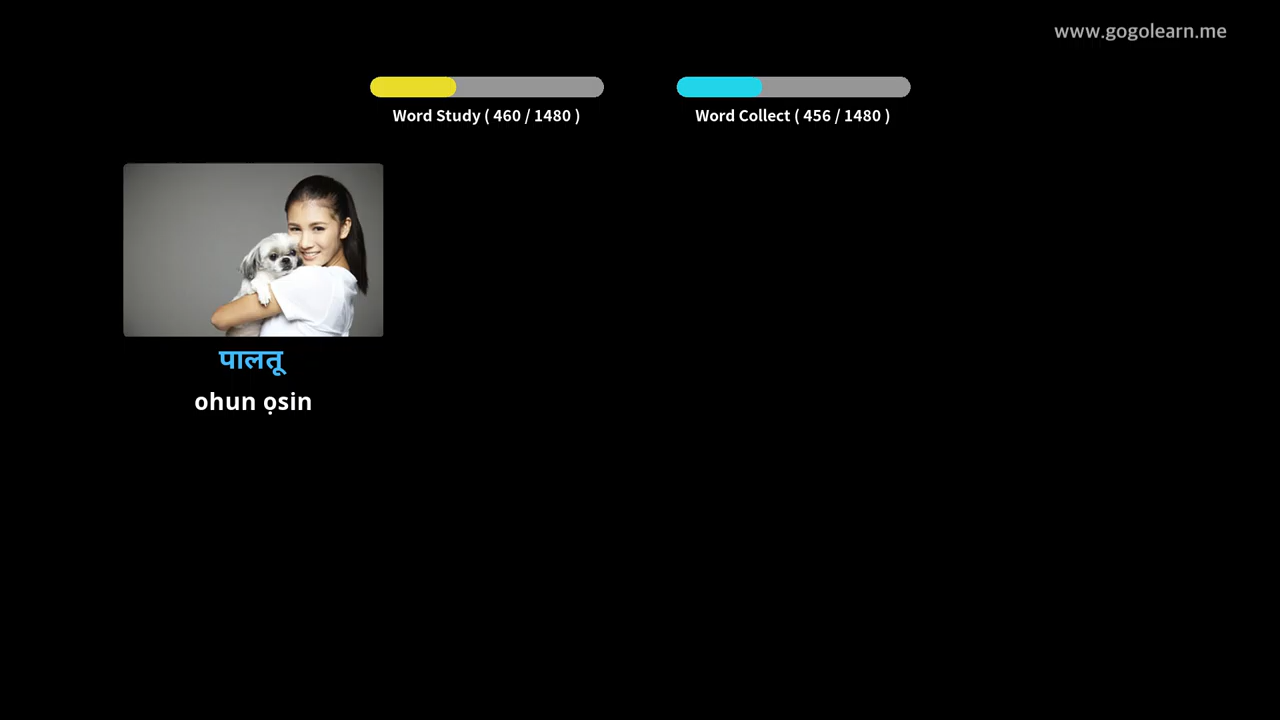 www.gogolearn.me
Word Study ( 460 / 1480 )
Word Collect ( 456 / 1480 )
पालतू
ohun ọsin